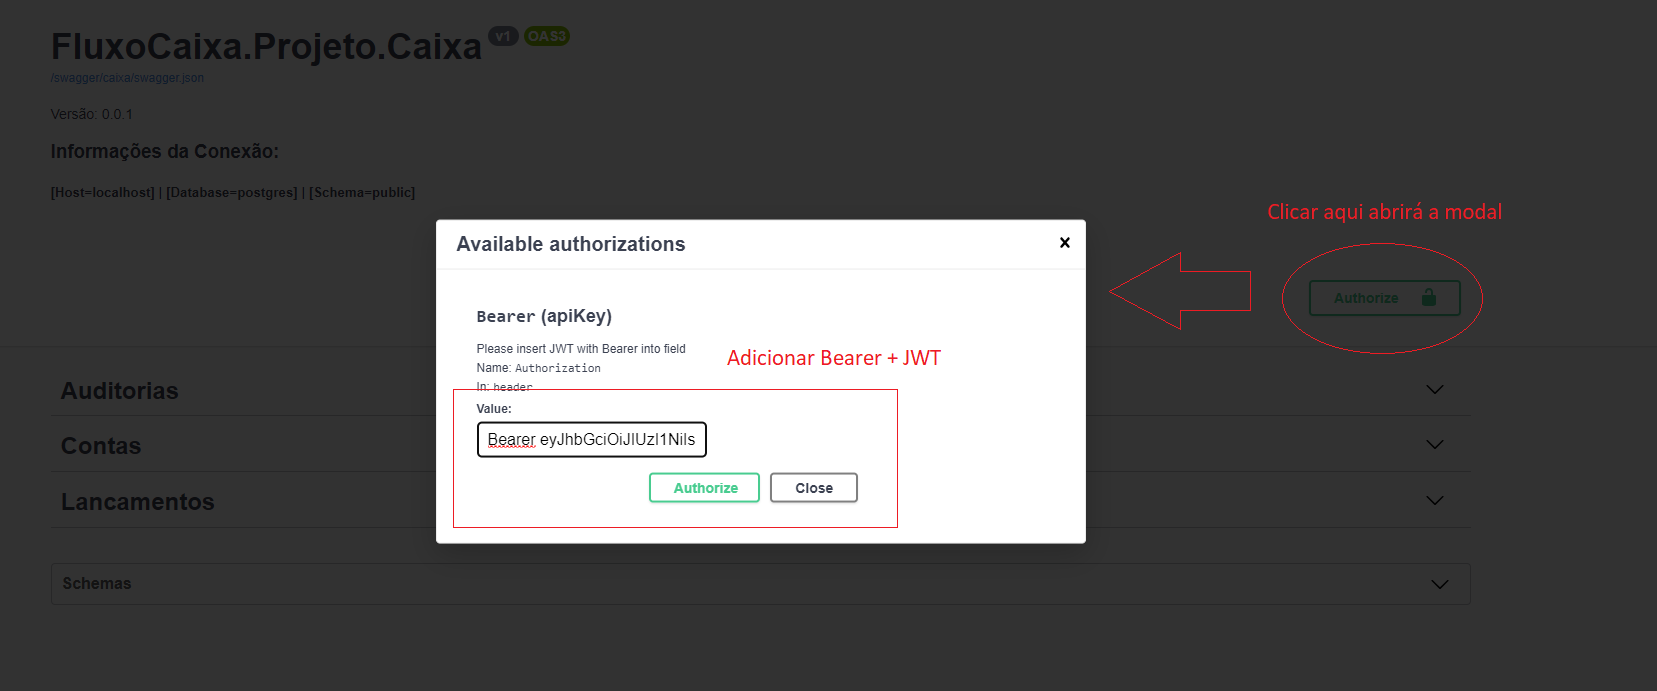 FluxoCaixa.Projeto.Caixa v1 OAS3
/swagger/caixa/swagger.json
Versão: 0.0.1
Informações da Conexão:
[Host=localhost] | [Database=postgres] | [Schema=public]
Clicar aqui abrirá a modal
Authorize
Available authorizations
Bearer (apiKey)
Please insert JWT with Bearer into field
Name: Authorization
In: header
Adicionar Bearer + JWT
Value:
Bearer eyJhbGciOiJIUzI1NiIs
Authorize Close
Auditorias
Contas
Lancamentos
Schemas